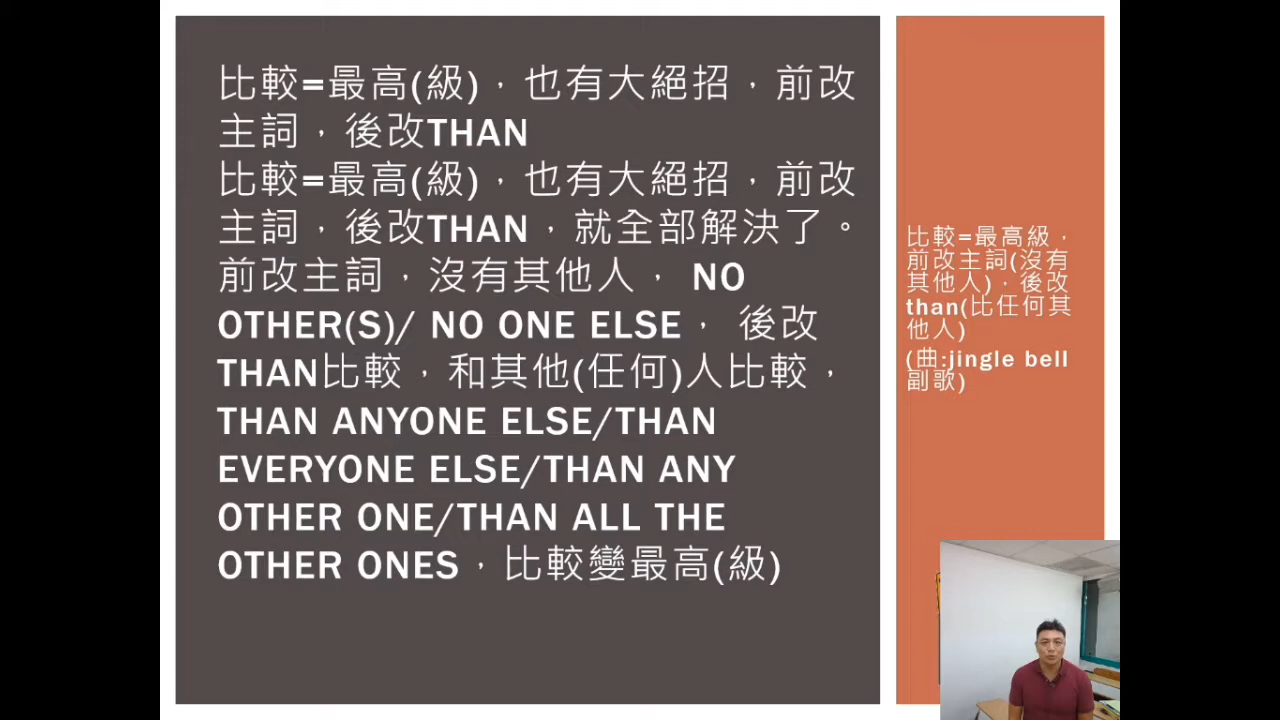 比較=最高(級)，也有大絕招，前改
主詞，後改THAN
比較=最高(級)，也有大絕招，前改
主詞，後改THAN，就全部解決了。
前改主詞，沒有其他人， NO
OTHER(S)/ NO ONE ELSE， 後改
THAN比較，和其他(任何)人比較，
THAN ANYONE ELSE/THAN
EVERYONE ELSE/THAN ANY
OTHER ONE/THAN ALL THE
OTHER ONES，比較變最高(級)
比較=最高級，
前改主詞(沒有
其他人)，後改
than(比任何其
他人)
(曲:jingle bell
副歌)